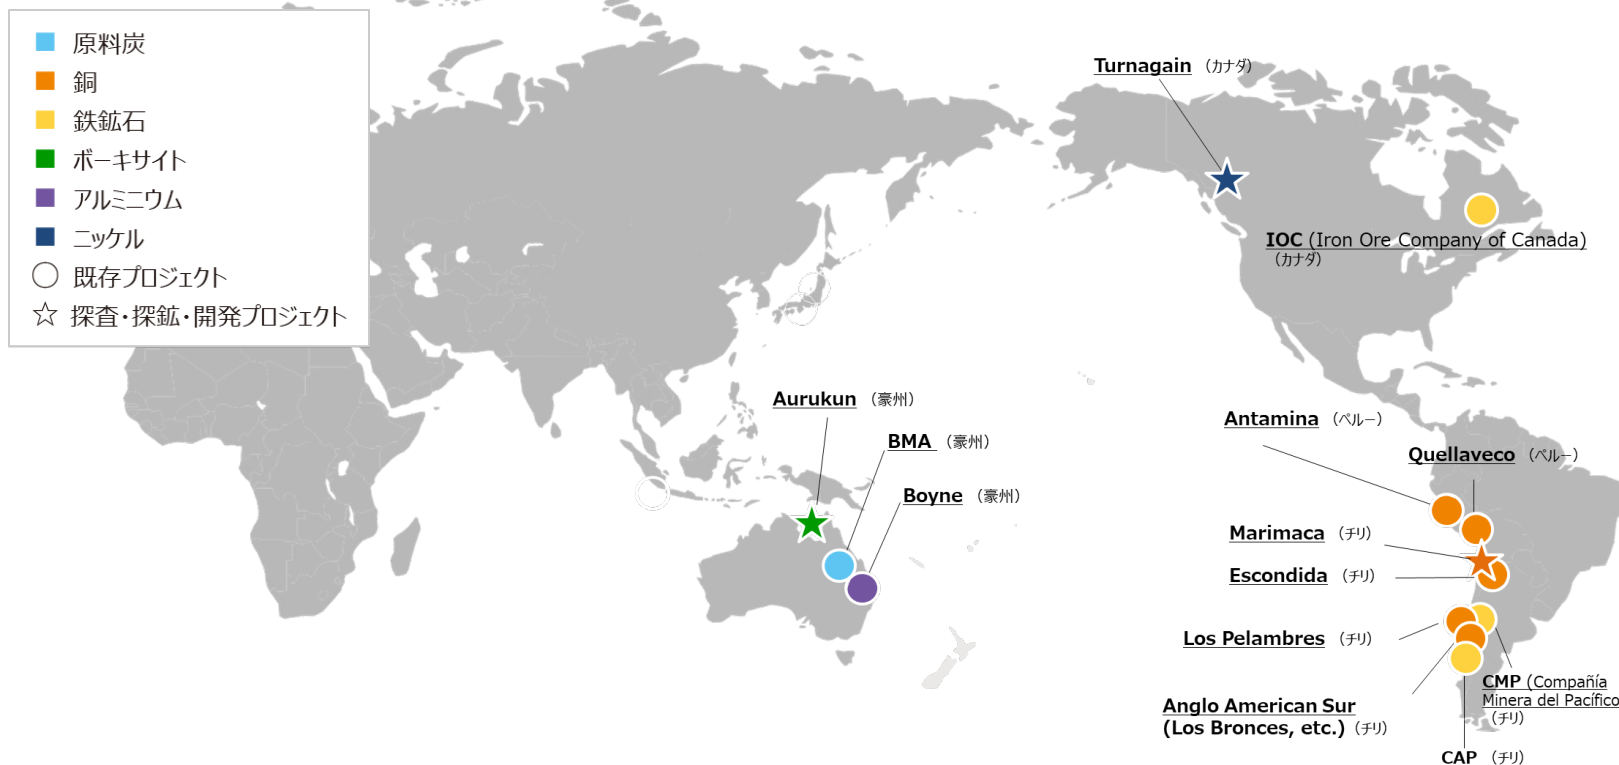 原料炭
銅
鉄鉱石
ボーキサイト
アルミニウム
ニッケル
既存プロジェクト
探査・探鉱・開発プロジェクト
Turnagain （カナダ）
IOC (Iron Ore Company of Canada)
（カナダ）
Aurukun （豪州）
BMA （豪州）
Boyne （豪州）
Antamina （ペルー）
Quellaveco （ペルー）
Marimaca （チリ）
Escondida （チリ）
Los Pelambres （チリ）
CMP (Compañía
Minera del Pacífico
（チリ）
Anglo American Sur
(Los Bronces, etc.)（チリ）
CAP （チリ）